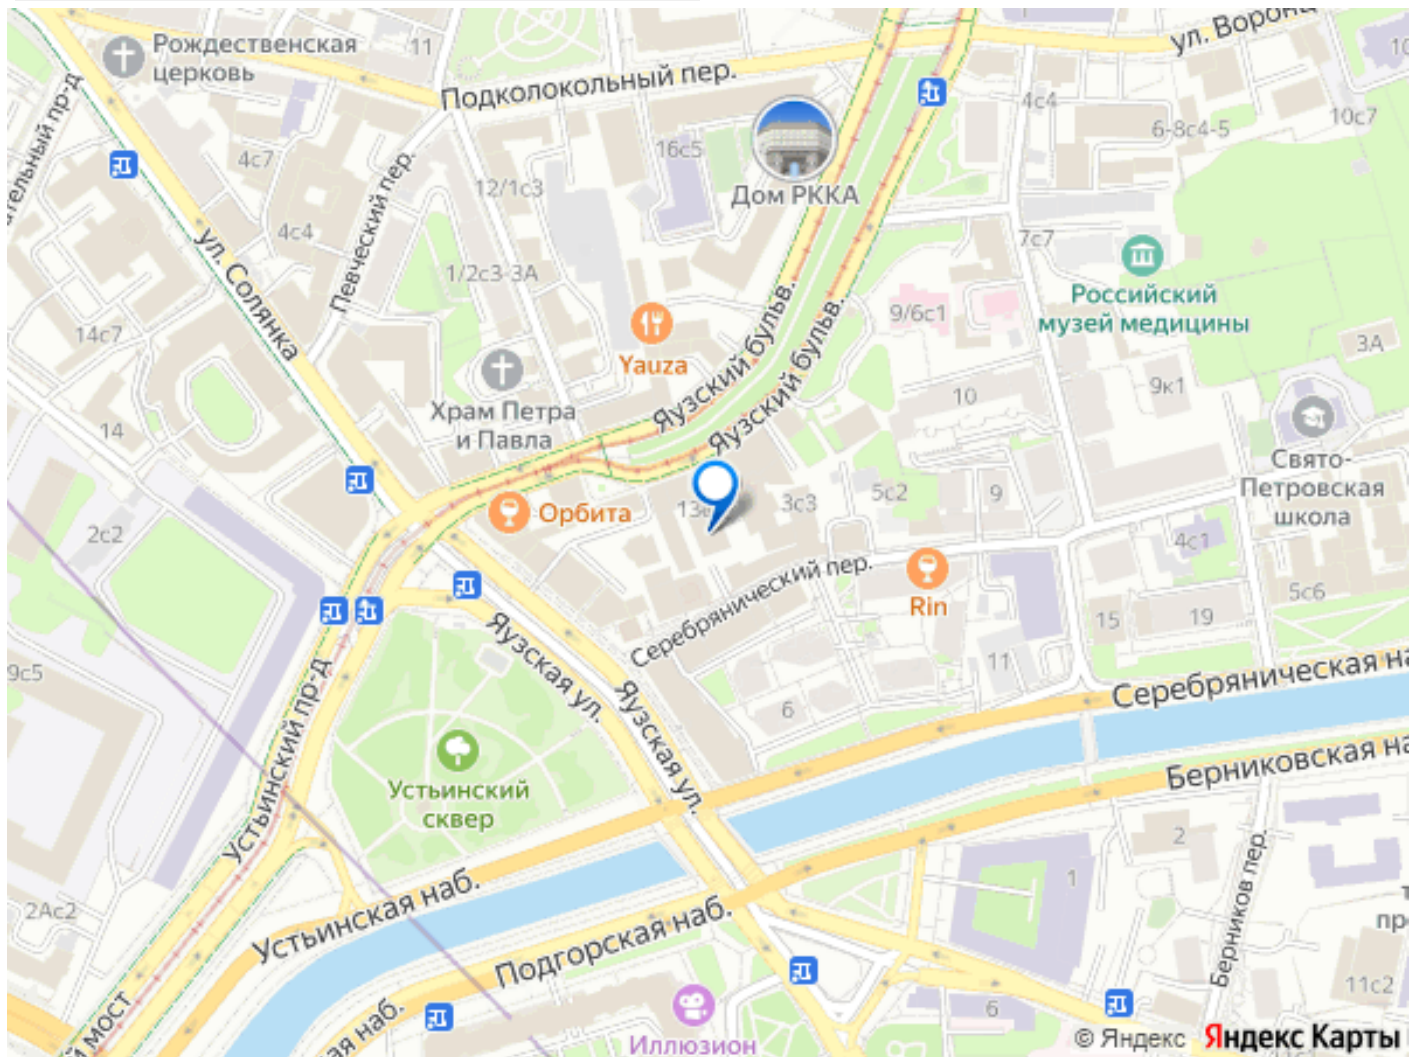 Рождественская
церковь
11
Подколокольный пер.
ул. Воронц
10
4с4
6-8с4-5
10с7
16с5
Дом РККА
4с7
Певческий пер.
12/1с3
4с4
ул. Солянка
1/2с3-3А
7с7
Российский
музей медицины
9/6с1
3А
14с7
Yauza
Яузский бульв.
Яузский бульв.
Храм Петра
и Павла
9к1
10
14
Свято-
Петровская
школа
Орбита
3с3
5с2
9
2с2
4с1
Серебрянический пер.
Rin
5с6
15
19
11
9с5
Яузская ул.
Яузская ул.
6
Серебряническая на
Берниковская на
Устьинский пр-д
Устьинский
сквер
2
Берников пер.
1
2Ас2
Устьинская наб.
Подгорская наб.
пр
11с2
6
й мост
ая наб.
Иллюзион
© Яндекс Яндекс Карты